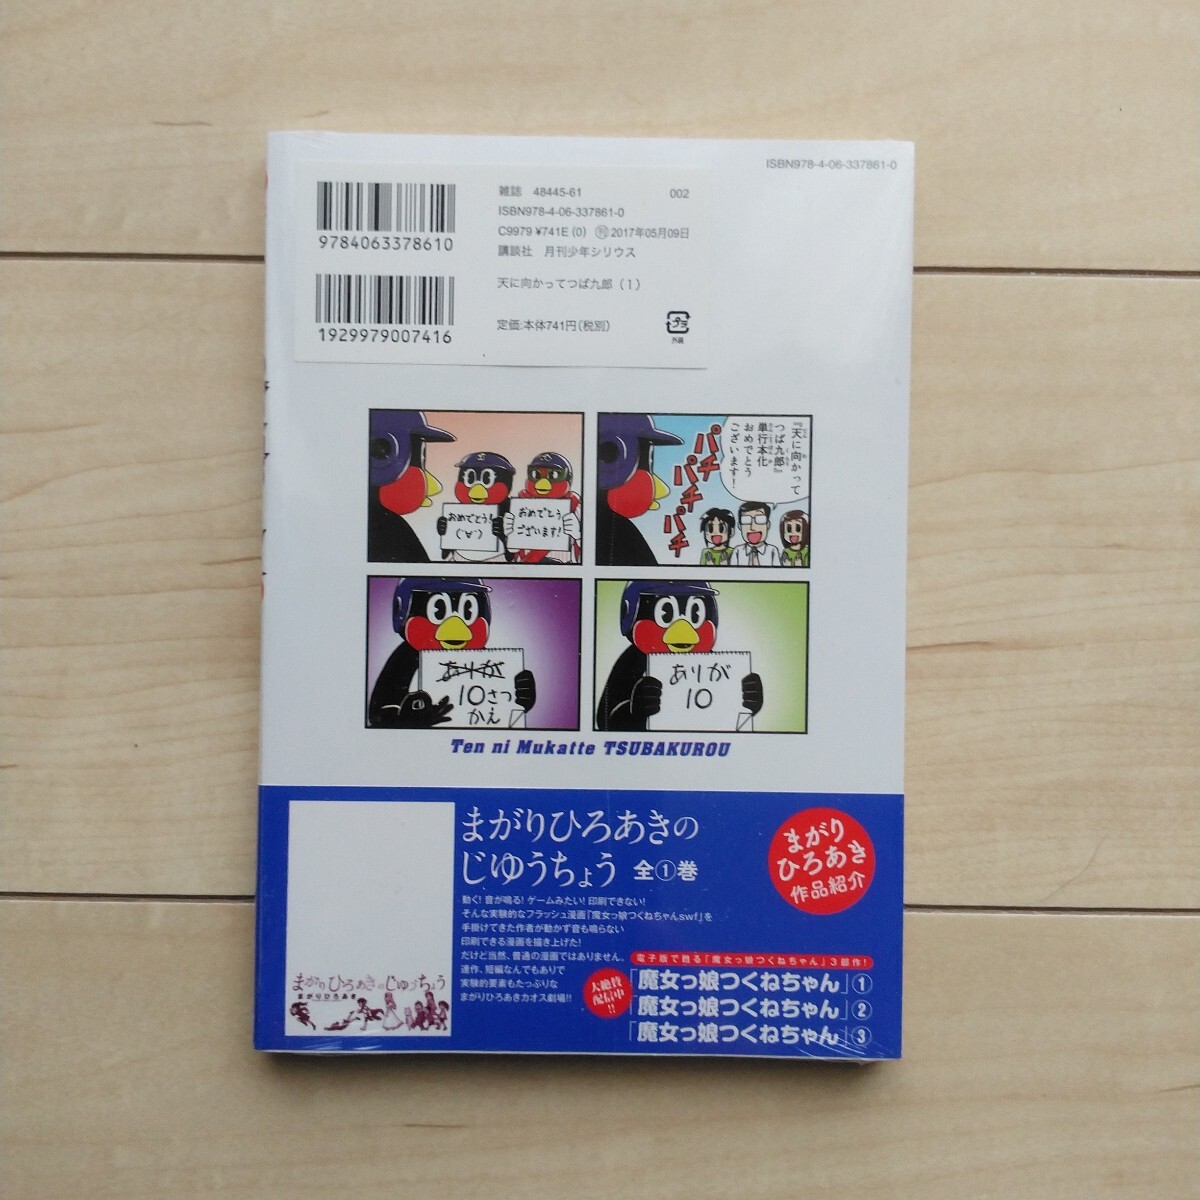 ISBN978-4-06-337861-0
9784063378610
1929979007416
雑誌 48445-61 002
ISBN978-4-06-337861-0
C9979 ¥741E (0) ㊗2017年05月09日
講談社 月刊少年シリウス
天に向かってつば九郎（1）
定価:本体741円(税別)
プラ
外装
『天に向かって
つば九郎』
単行本化
おめでとう
ございます！
パチ
パチ
パチ
おめでとう!
(´∀`)
おめでとう
ございます!
ありが
10
ありが
10さつ
かえ
Ten ni Mukatte TSUBAKUROU
まがりひろあきの
じゆうちょう 全①巻
動く! 音が鳴る! ゲームみたい! 印刷できない!
そんな実験的なフラッシュ漫画「魔女っ娘つくねちゃんswf」を
手掛けてきた作者が動かず音も鳴らない
印刷できる漫画を描き上げた!
だけど当然、普通の漫画ではありません。
連作、短編なんでもありで
実験的要素もたっぷりな
まがりひろあきカオス劇場!!
まがり
ひろあき
作品紹介
電子版で甦る「魔女っ娘つくねちゃん」3部作!
大絶賛
配信中
!!
「魔女っ娘つくねちゃん」①
「魔女っ娘つくねちゃん」②
「魔女っ娘つくねちゃん」③
まがりひろあきのじゆうちょう
まがりひろあき